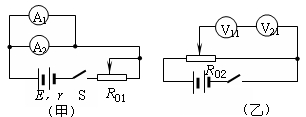 A₁
A₂
E, r S R₀₁
(甲)
V₁₁ V₂₁
R₀₂
(乙)